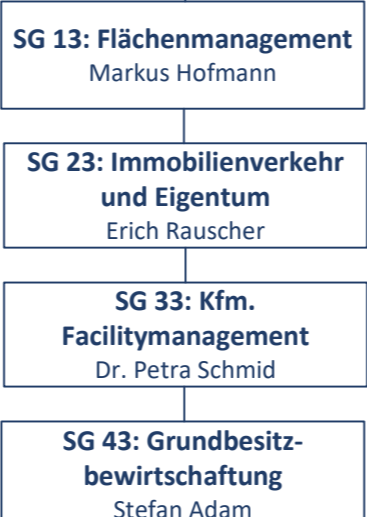 SG 13: Flächenmanagement
Markus Hofmann
SG 23: Immobilienverkehr
und Eigentum
Erich Rauscher
SG 33: Kfm.
Facilitymanagement
Dr. Petra Schmid
SG 43: Grundbesitz-
bewirtschaftung
Stefan Adam